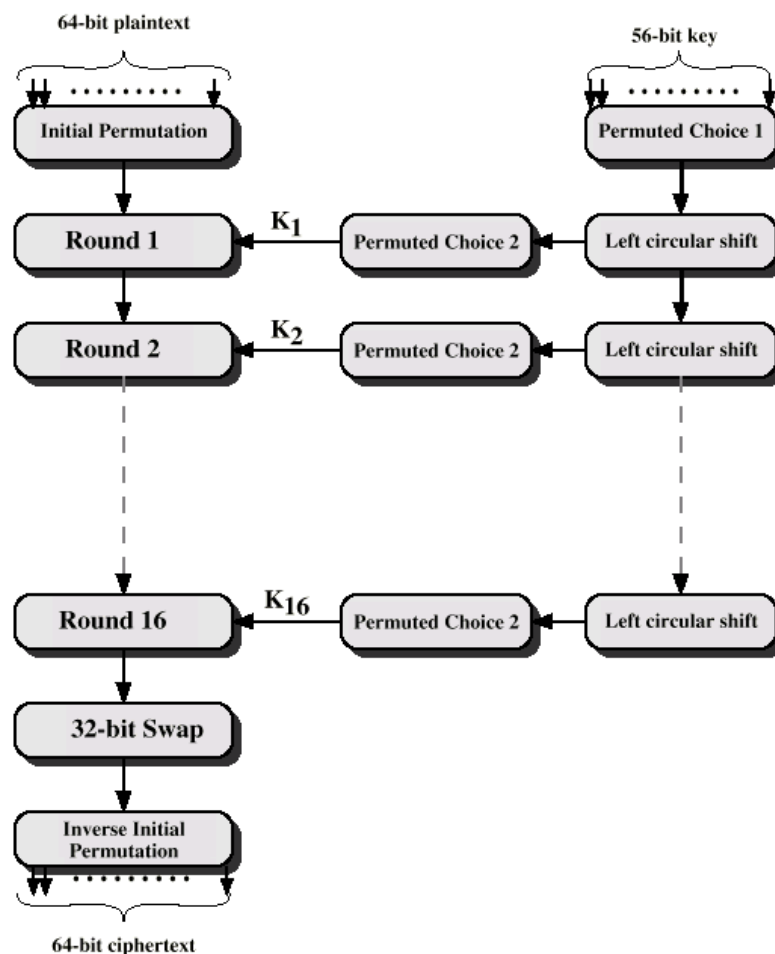 64-bit plaintext
56-bit key
Initial Permutation
Permuted Choice 1
Round 1
K1
Permuted Choice 2
Left circular shift
Round 2
K2
Permuted Choice 2
Left circular shift
Round 16
K16
Permuted Choice 2
Left circular shift
32-bit Swap
Inverse Initial
Permutation
64-bit ciphertext